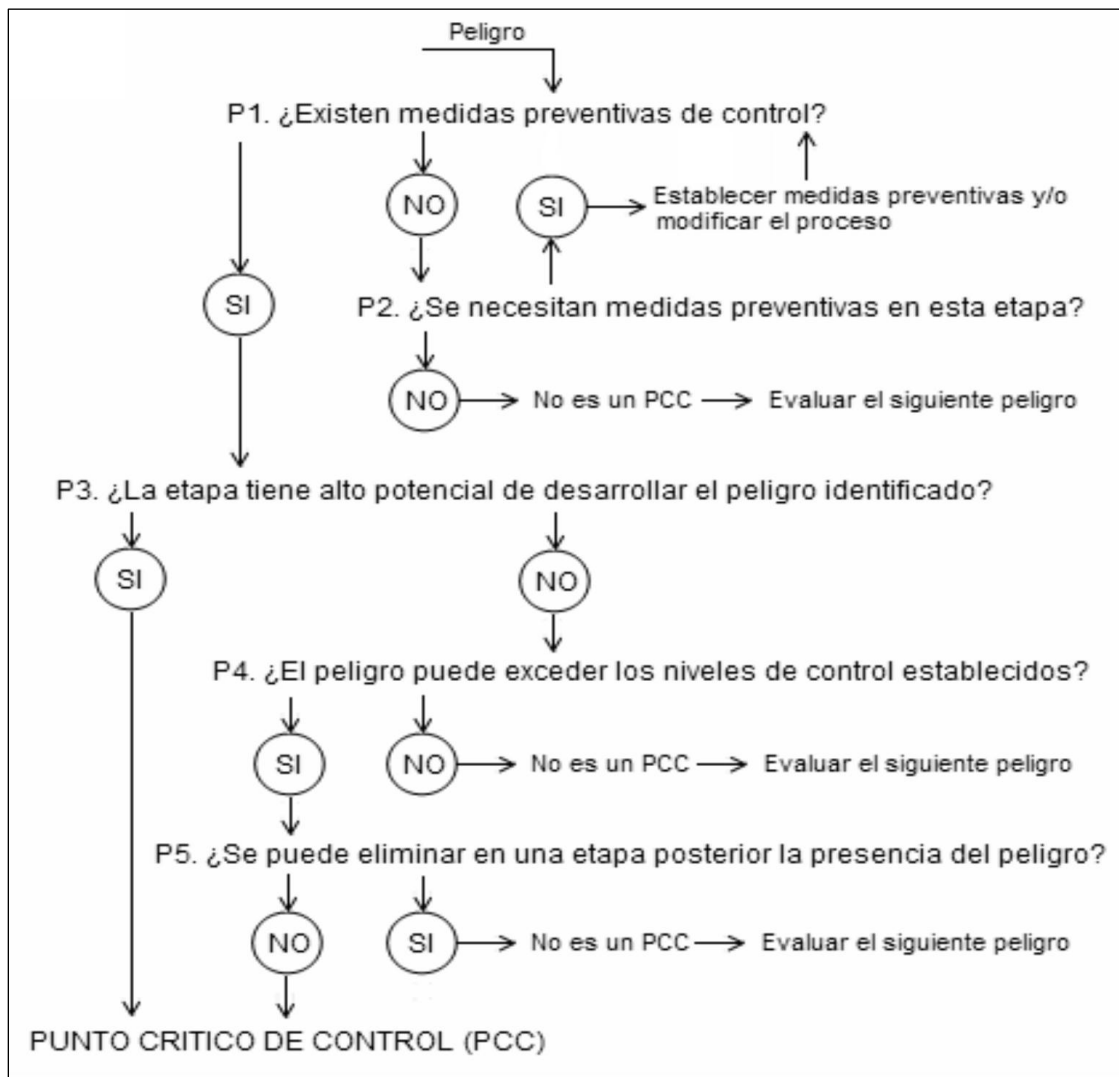 Peligro
P1. ¿Existen medidas preventivas de control?
NO
SI
Establecer medidas preventivas y/o
modificar el proceso
SI
P2. ¿Se necesitan medidas preventivas en esta etapa?
NO
No es un PCC
Evaluar el siguiente peligro
P3. ¿La etapa tiene alto potencial de desarrollar el peligro identificado?
SI
NO
P4. ¿El peligro puede exceder los niveles de control establecidos?
SI
NO
No es un PCC
Evaluar el siguiente peligro
P5. ¿Se puede eliminar en una etapa posterior la presencia del peligro?
NO
SI
No es un PCC
Evaluar el siguiente peligro
PUNTO CRITICO DE CONTROL (PCC)